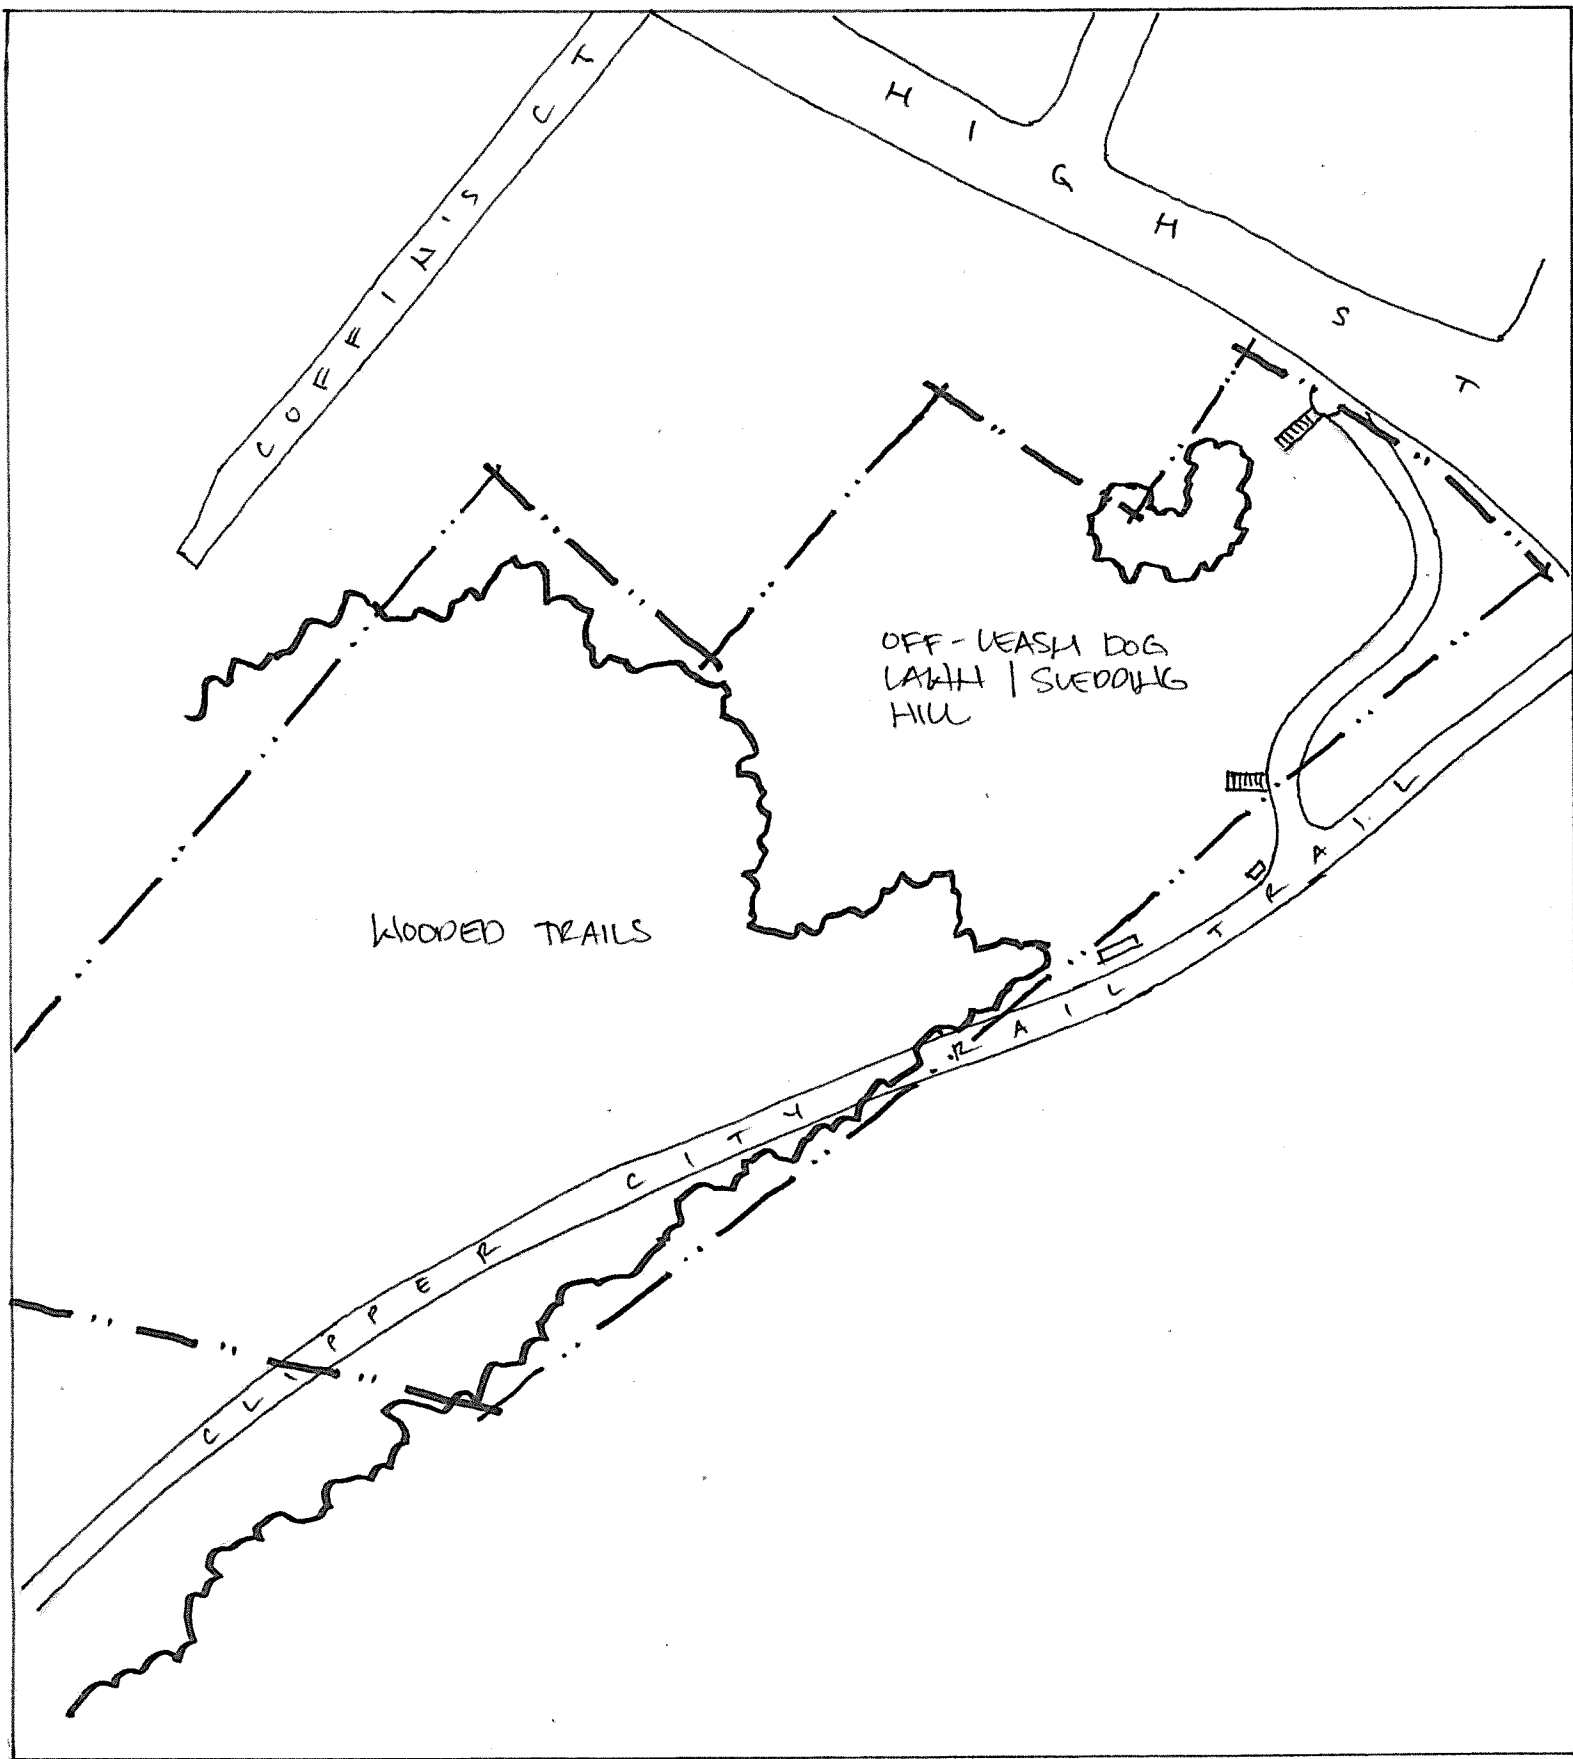 COFFIN'S CT
HIGH ST
OFF-LEASH DOG
LAWN / SLEDDING
HILL
WOODED TRAILS
CLIPPER CITY RAIL TRAIL